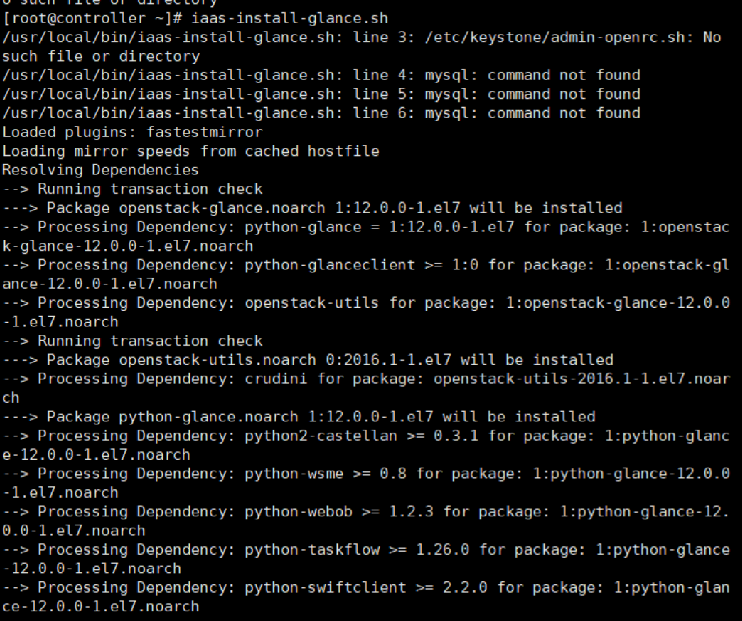 o such file or directory
[root@controller ~]# iaas-install-glance.sh
/usr/local/bin/iaas-install-glance.sh: line 3: /etc/keystone/admin-openrc.sh: No
such file or directory
/usr/local/bin/iaas-install-glance.sh: line 4: mysql: command not found
/usr/local/bin/iaas-install-glance.sh: line 5: mysql: command not found
/usr/local/bin/iaas-install-glance.sh: line 6: mysql: command not found
Loaded plugins: fastestmirror
Loading mirror speeds from cached hostfile
Resolving Dependencies
--> Running transaction check
---> Package openstack-glance.noarch 1:12.0.0-1.el7 will be installed
--> Processing Dependency: python-glance = 1:12.0.0-1.el7 for package: 1:openstac
k-glance-12.0.0-1.el7.noarch
--> Processing Dependency: python-glanceclient >= 1:0 for package: 1:openstack-gl
ance-12.0.0-1.el7.noarch
--> Processing Dependency: openstack-utils for package: 1:openstack-glance-12.0.0
-1.el7.noarch
--> Running transaction check
---> Package openstack-utils.noarch 0:2016.1-1.el7 will be installed
--> Processing Dependency: crudini for package: openstack-utils-2016.1-1.el7.noar
ch
---> Package python-glance.noarch 1:12.0.0-1.el7 will be installed
--> Processing Dependency: python2-castellan >= 0.3.1 for package: 1:python-glanc
e-12.0.0-1.el7.noarch
--> Processing Dependency: python-wsme >= 0.8 for package: 1:python-glance-12.0.0
-1.el7.noarch
--> Processing Dependency: python-webob >= 1.2.3 for package: 1:python-glance-12.
0.0-1.el7.noarch
--> Processing Dependency: python-taskflow >= 1.26.0 for package: 1:python-glance
-12.0.0-1.el7.noarch
--> Processing Dependency: python-swiftclient >= 2.2.0 for package: 1:python-glan
ce-12.0.0-1.el7.noarch